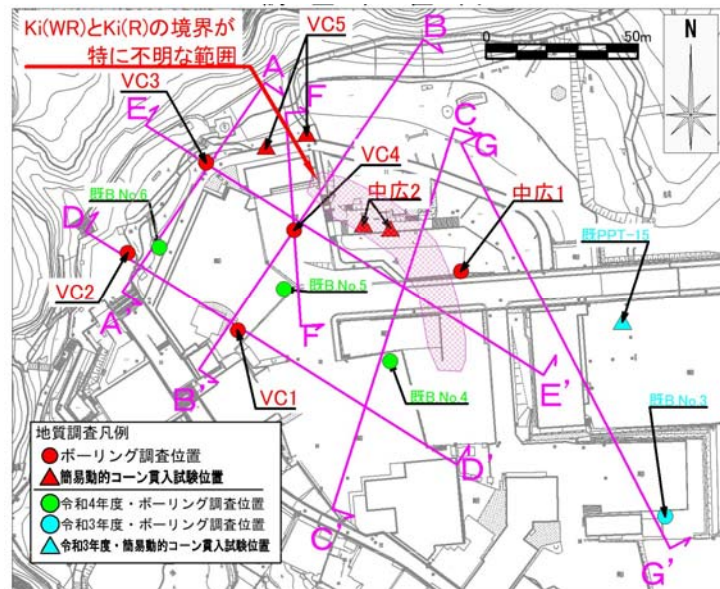 Ki(WR)とKi(R)の境界が
特に不明な範囲
VC5
B
0
50m
N
A
F
VC3
E
C
G
VC4
中広2
中広1
既B.No.6
D
既PPT-15
VC2
既B.No.5
A'
F'
B'
E'
VC1
既B.No.4
既B.No.3
D'
C'
G'
地質調査凡例
ボーリング調査位置
簡易動的コーン貫入試験位置
令和4年度・ボーリング調査位置
令和3年度・ボーリング調査位置
令和3年度・簡易動的コーン貫入試験位置